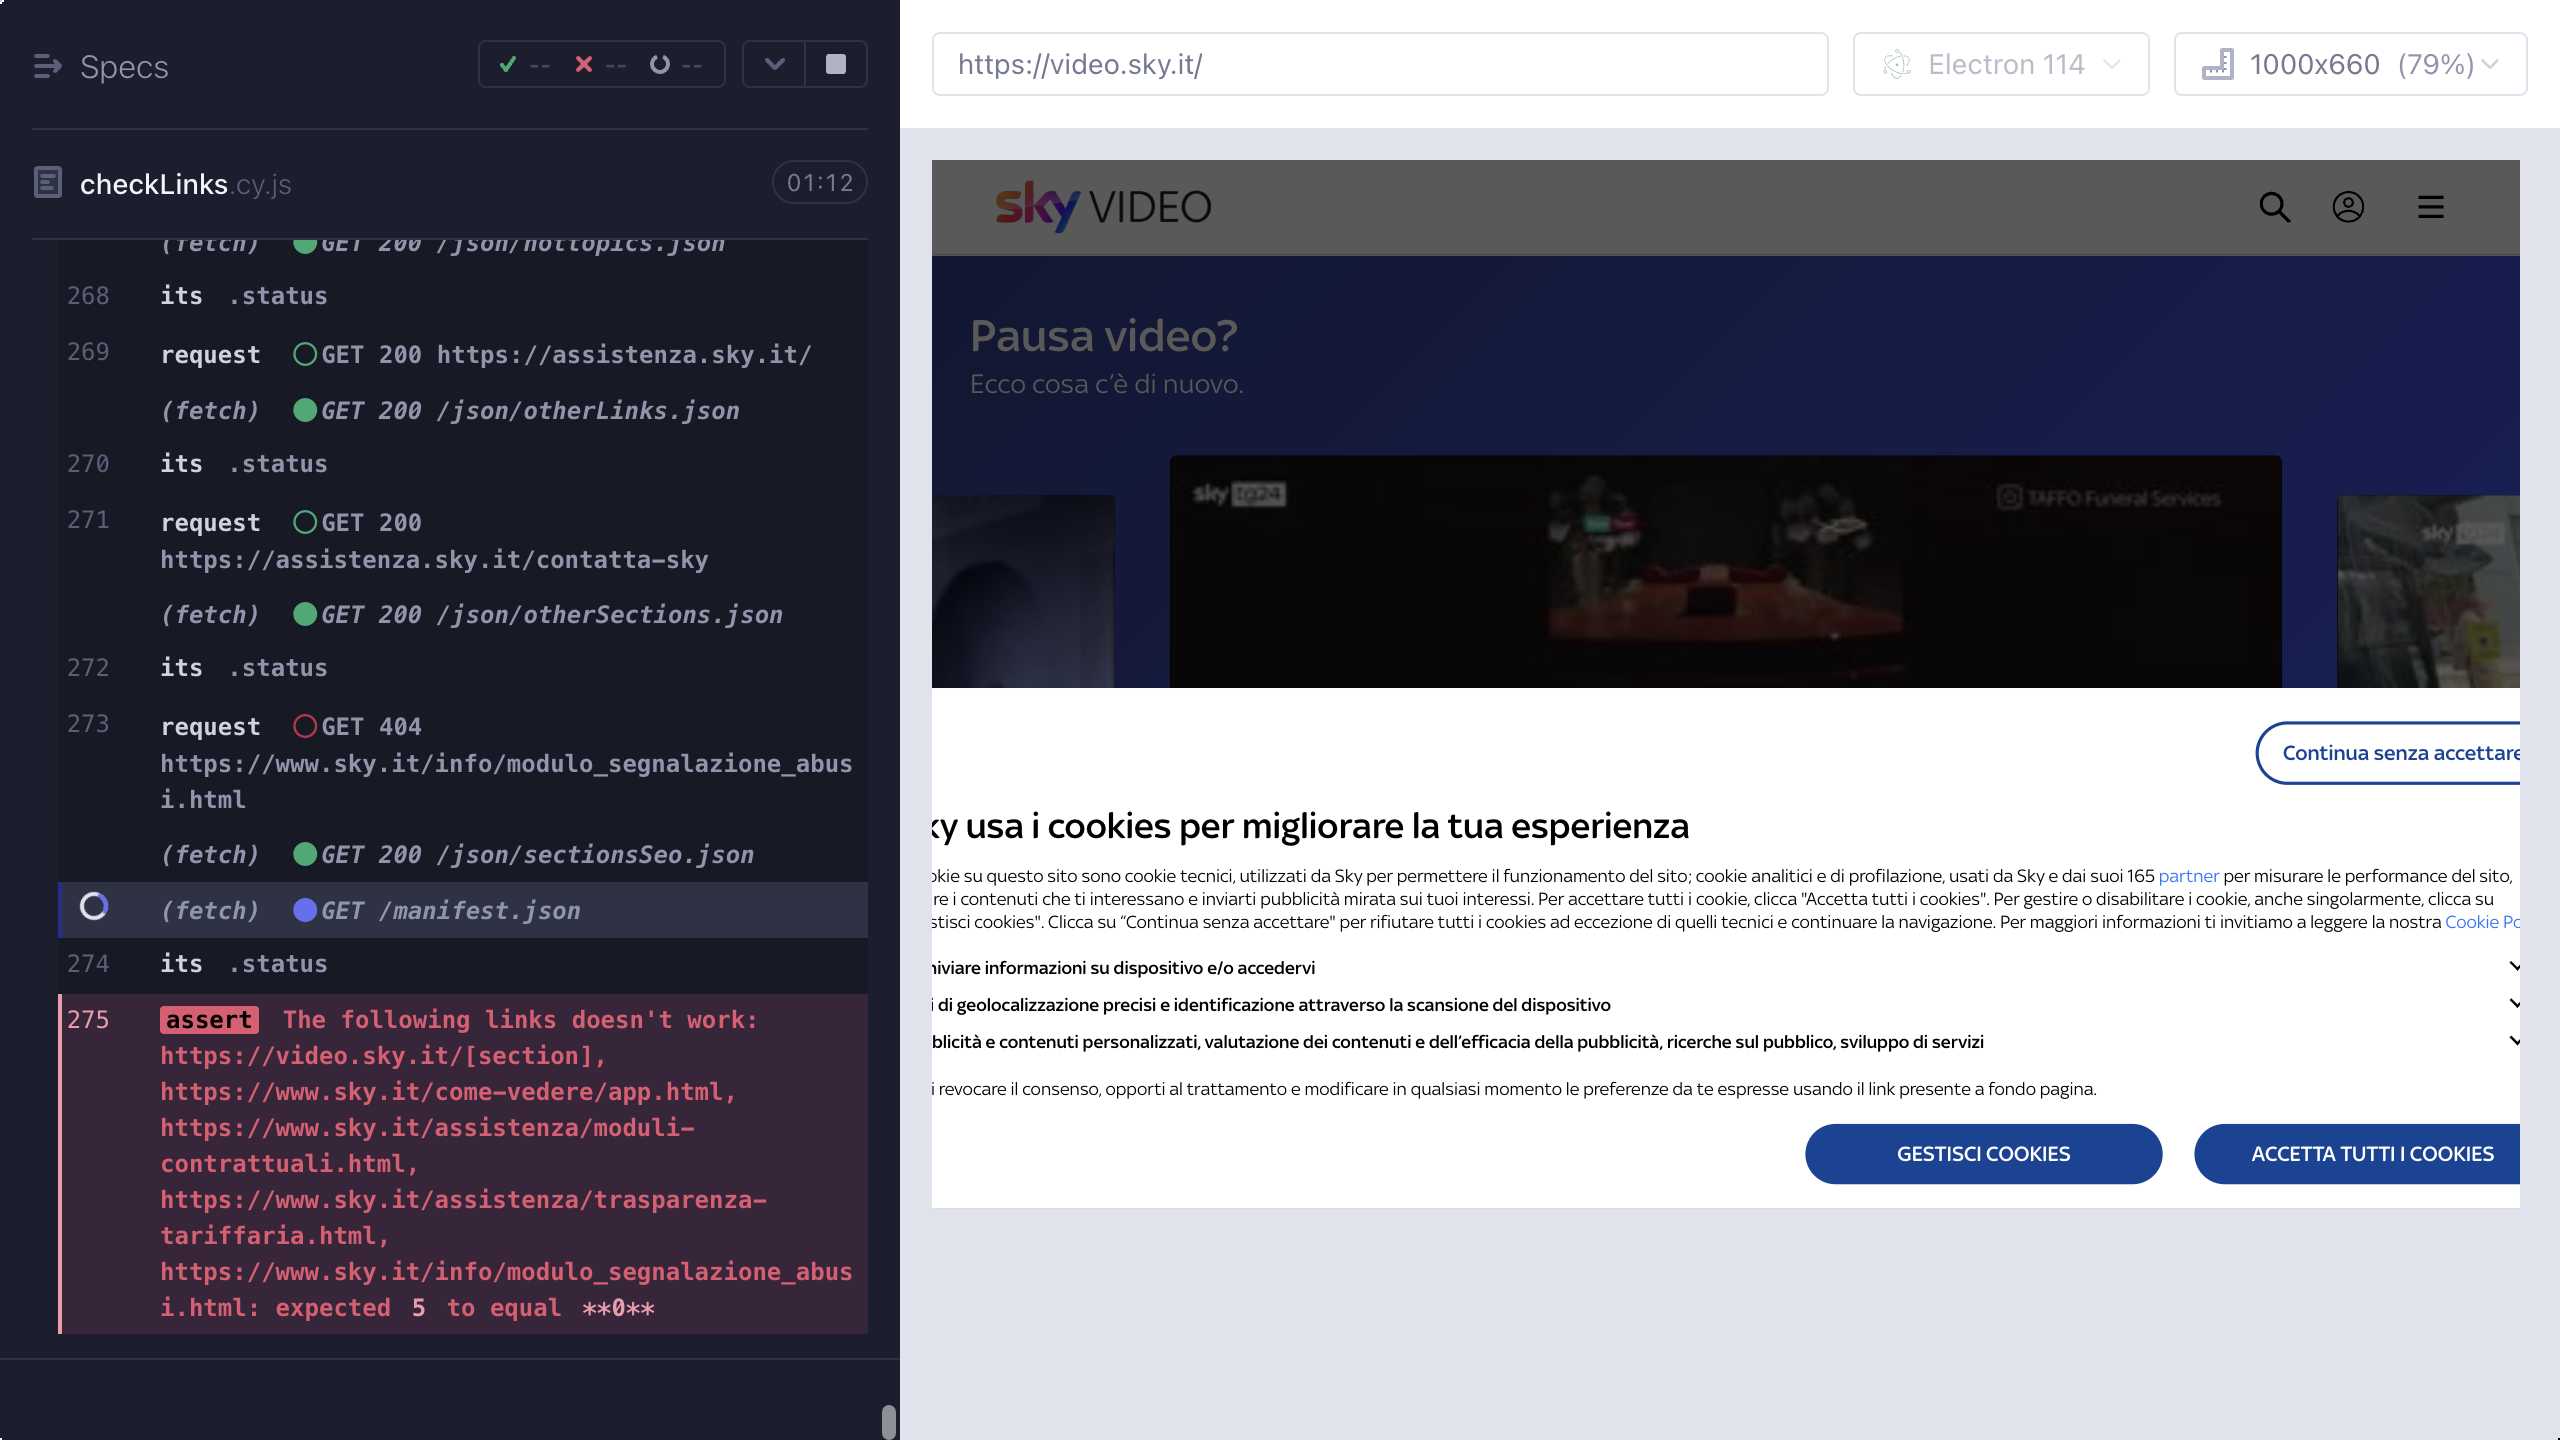 Specs
-- -- --
checkLinks.cy.js
01:12
(fetch) GET 200 /json/hottopics.json
268 its .status
269 request GET 200 https://assistenza.sky.it/
(fetch) GET 200 /json/otherLinks.json
270 its .status
271 request GET 200
https://assistenza.sky.it/contatta-sky
(fetch) GET 200 /json/otherSections.json
272 its .status
273 request GET 404
https://www.sky.it/info/modulo_segnalazione_abus
i.html
(fetch) GET 200 /json/sectionsSeo.json
(fetch) GET /manifest.json
274 its .status
275 assert The following links doesn't work:
https://video.sky.it/[section],
https://www.sky.it/come-vedere/app.html,
https://www.sky.it/assistenza/moduli-
contrattuali.html,
https://www.sky.it/assistenza/trasparenza-
tariffaria.html,
https://www.sky.it/info/modulo_segnalazione_abus
i.html: expected 5 to equal **0**
https://video.sky.it/
Electron 114
1000x660 (79%)
sky VIDEO
Pausa video?
Ecco cosa c'è di nuovo.
sky tg24
TAFFO Funeral Services
sky
Continua senza accettare
ky usa i cookies per migliorare la tua esperienza
okie su questo sito sono cookie tecnici, utilizzati da Sky per permettere il funzionamento del sito; cookie analitici e di profilazione, usati da Sky e dai suoi 165 partner per misurare le performance del sito,
re i contenuti che ti interessano e inviarti pubblicità mirata sui tuoi interessi. Per accettare tutti i cookie, clicca "Accetta tutti i cookies". Per gestire o disabilitare i cookie, anche singolarmente, clicca su
stisci cookies". Clicca su “Continua senza accettare" per rifiutare tutti i cookies ad eccezione di quelli tecnici e continuare la navigazione. Per maggiori informazioni ti invitiamo a leggere la nostra Cookie Po
hiviare informazioni su dispositivo e/o accedervi
i di geolocalizzazione precisi e identificazione attraverso la scansione del dispositivo
blicità e contenuti personalizzati, valutazione dei contenuti e dell’efficacia della pubblicità, ricerche sul pubblico, sviluppo di servizi
i revocare il consenso, opporti al trattamento e modificare in qualsiasi momento le preferenze da te espresse usando il link presente a fondo pagina.
GESTISCI COOKIES
ACCETTA TUTTI I COOKIES